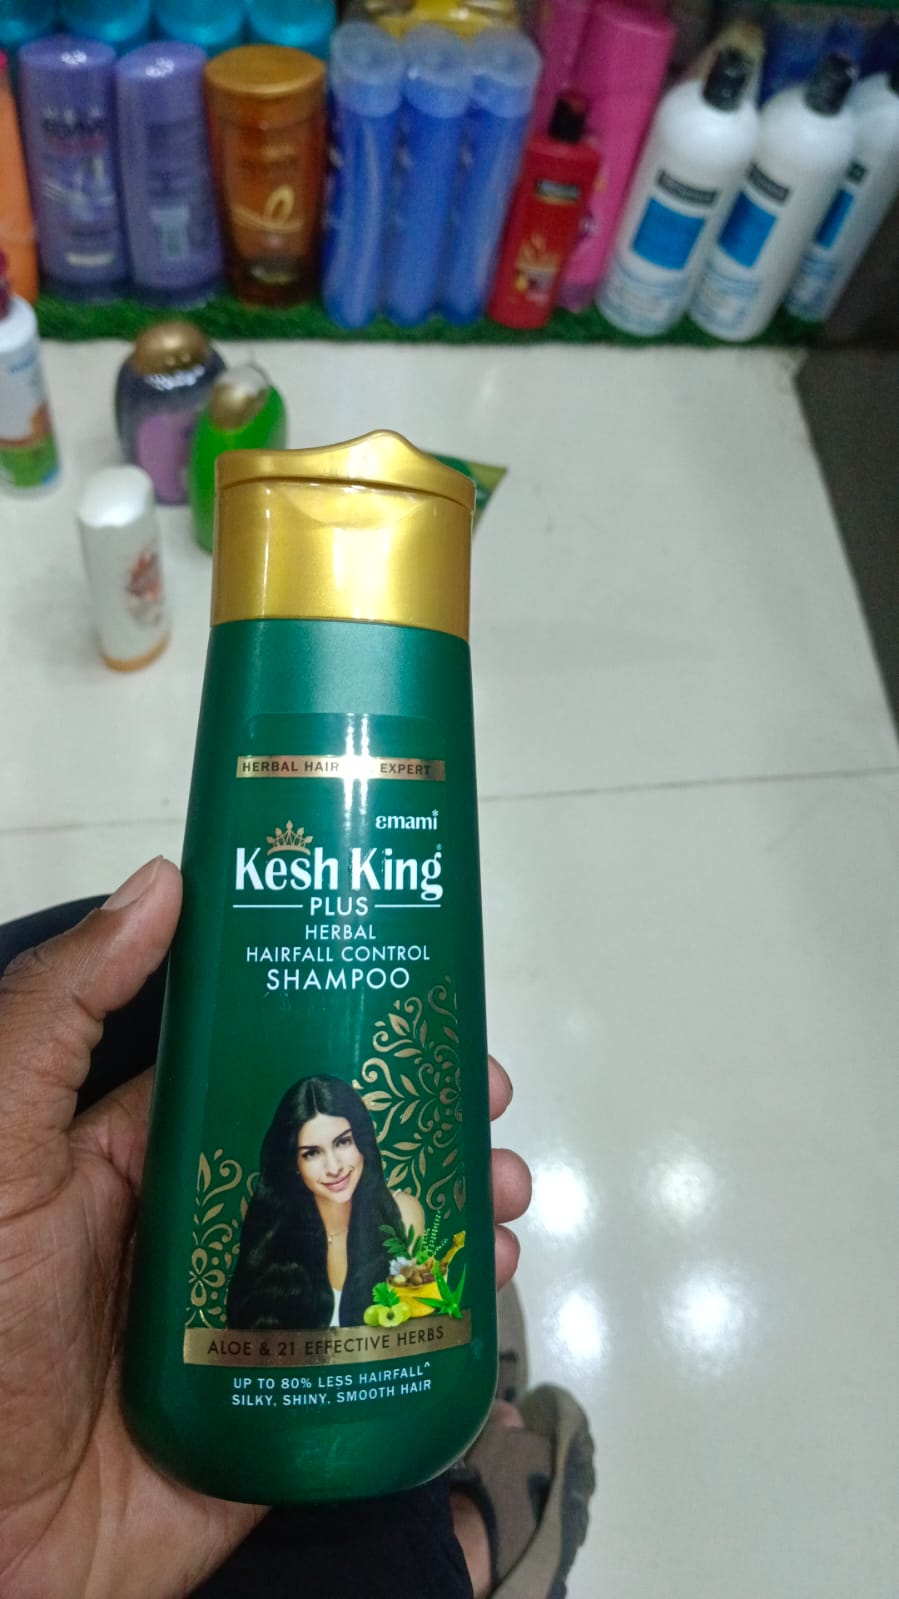 HERBAL HAIR EXPERT
emami*
Kesh King®
PLUS
HERBAL
HAIRFALL CONTROL
SHAMPOO
ALOE & 21 EFFECTIVE HERBS
UP TO 80% LESS HAIRFALL^
SILKY, SHINY, SMOOTH HAIR